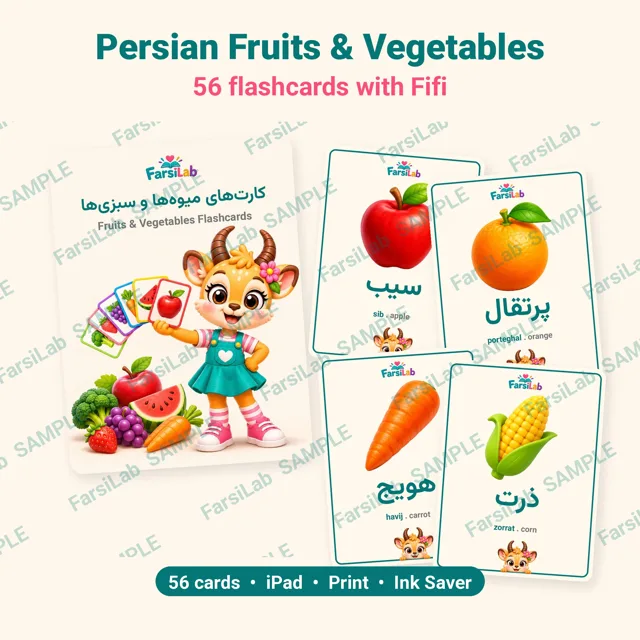 Persian Fruits & Vegetables
56 flashcards with Fifi
FarsiLab
کارت‌های میوه‌ها و سبزی‌ها
Fruits & Vegetables Flashcards
FarsiLab
سیب
sib . apple
FarsiLab
پرتقال
porteghal . orange
FarsiLab
هویج
havij . carrot
FarsiLab
ذرت
zorrat . corn
FarsiLab SAMPLE
56 cards • iPad • Print • Ink Saver